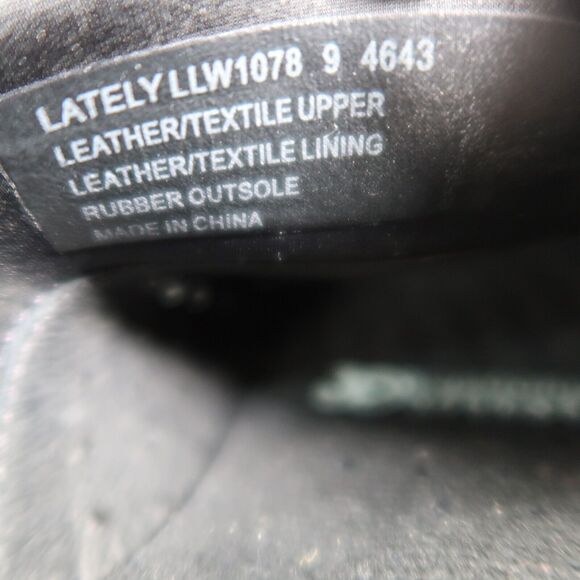 LATELY LLW1078 9 4643
LEATHER/TEXTILE UPPER
LEATHER/TEXTILE LINING
RUBBER OUTSOLE
MADE IN CHINA